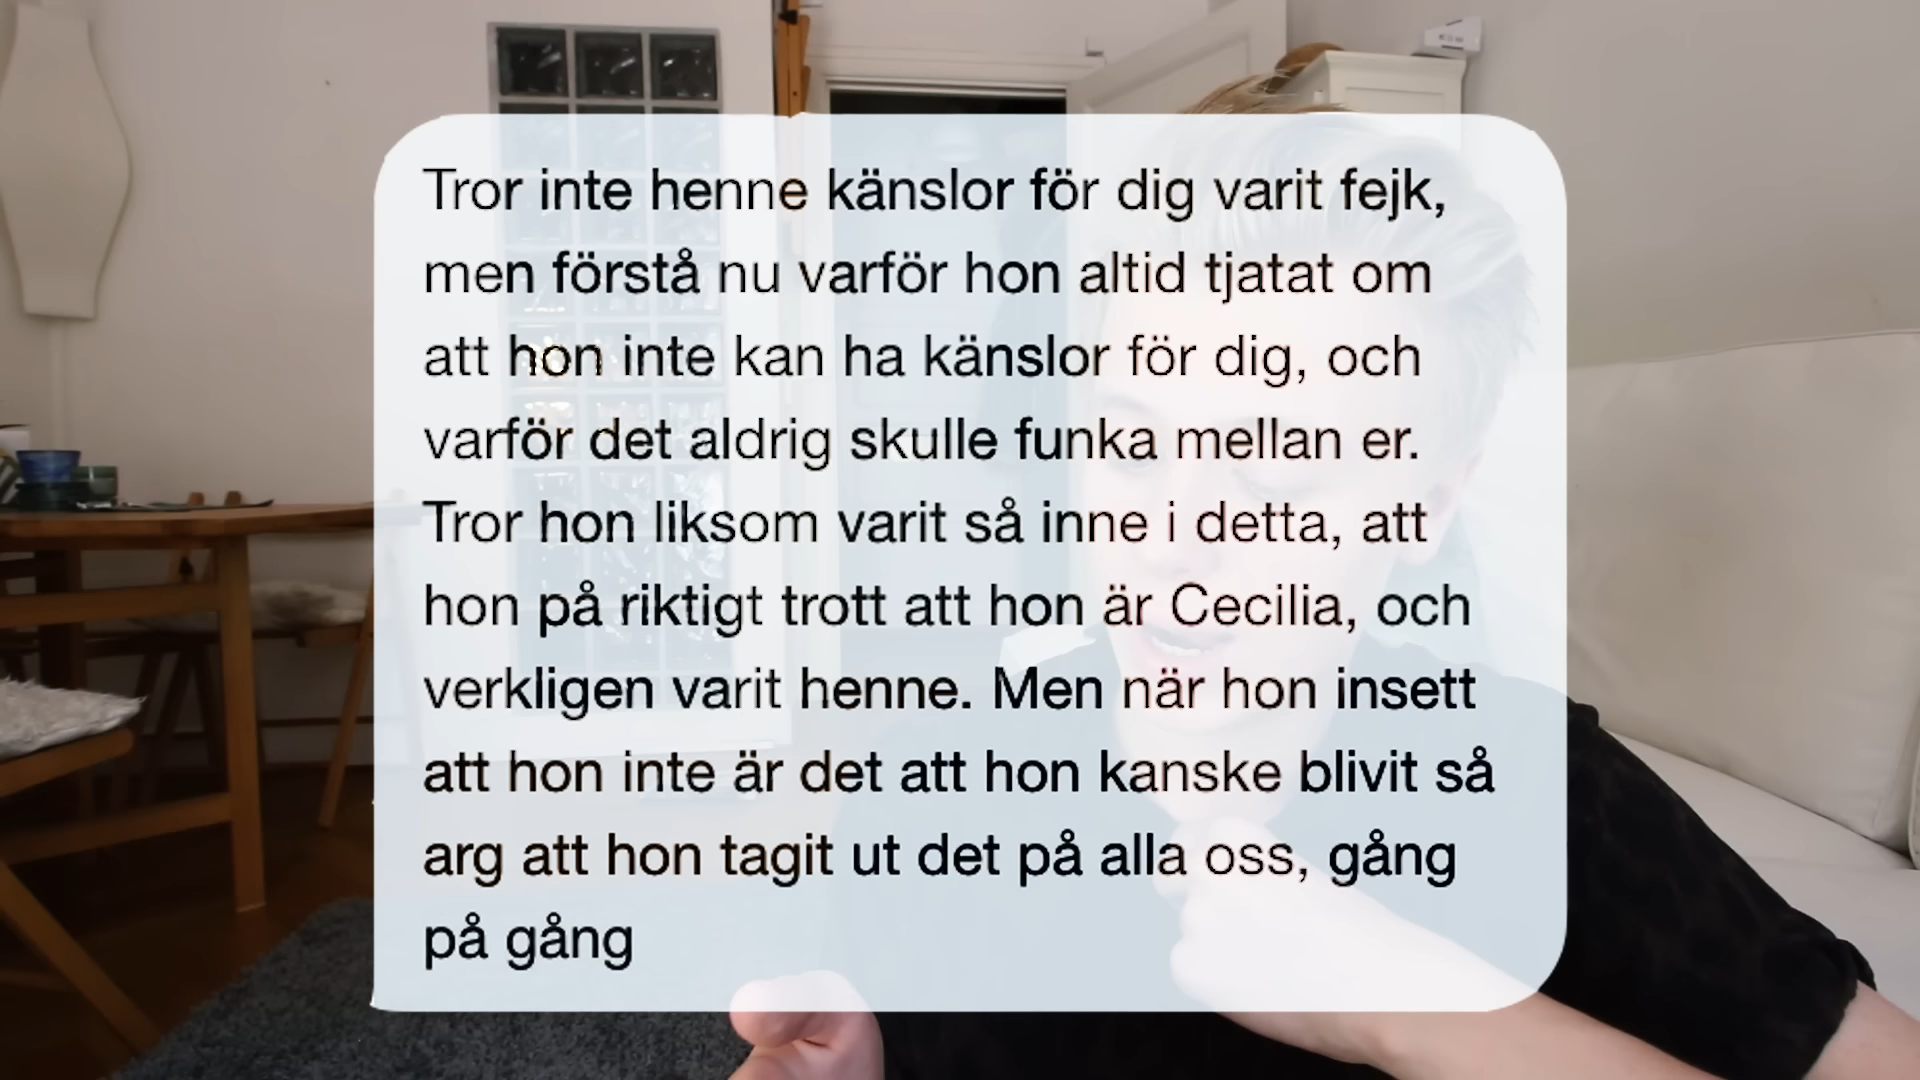 Tror inte henne känslor för dig varit fejk,
men förstå nu varför hon altid tjatat om
att hon inte kan ha känslor för dig, och
varför det aldrig skulle funka mellan er.
Tror hon liksom varit så inne i detta, att
hon på riktigt trott att hon är Cecilia, och
verkligen varit henne. Men när hon insett
att hon inte är det att hon kanske blivit så
arg att hon tagit ut det på alla oss, gång
på gång